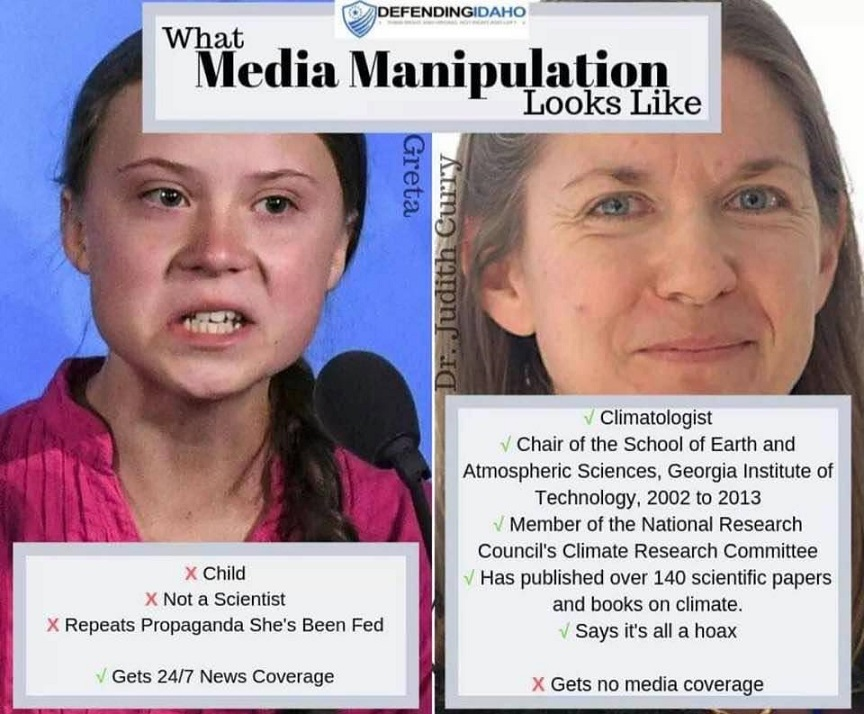 DEFENDINGIDAHO
What
Media Manipulation
Looks Like
Greta
Dr. Judith Curry
X Child
X Not a Scientist
X Repeats Propaganda She's Been Fed
√ Gets 24/7 News Coverage
√ Climatologist
√ Chair of the School of Earth and
Atmospheric Sciences, Georgia Institute of
Technology, 2002 to 2013
√ Member of the National Research
Council's Climate Research Committee
√ Has published over 140 scientific papers
and books on climate.
√ Says it's all a hoax
X Gets no media coverage